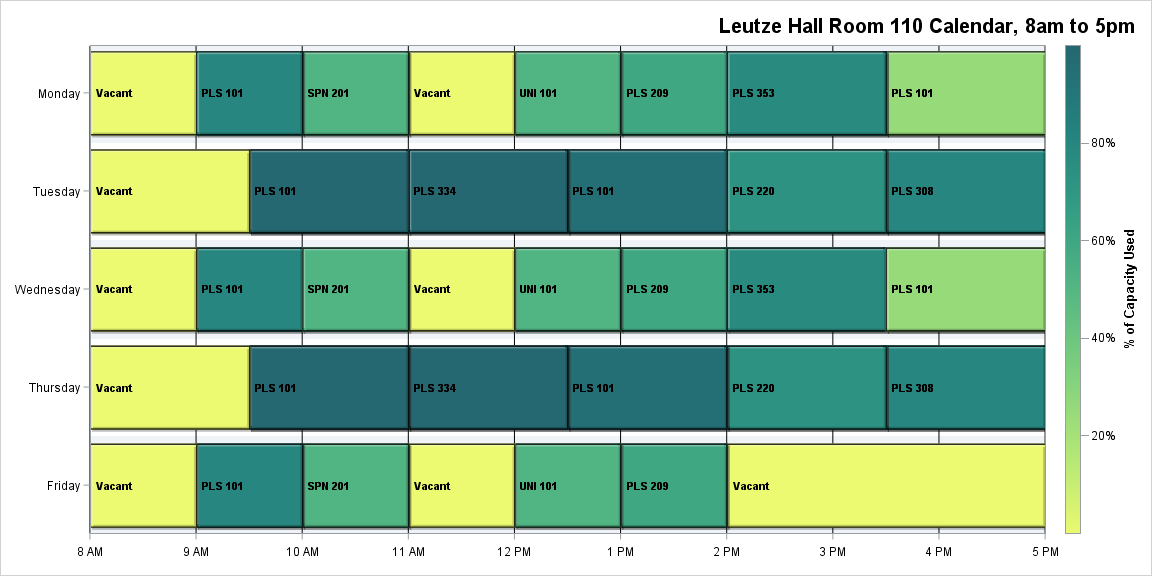 Leutze Hall Room 110 Calendar, 8am to 5pm
Monday
Vacant
PLS 101
SPN 201
Vacant
UNI 101
PLS 209
PLS 353
PLS 101
Tuesday
Vacant
PLS 101
PLS 334
PLS 101
PLS 220
PLS 308
Wednesday
Vacant
PLS 101
SPN 201
Vacant
UNI 101
PLS 209
PLS 353
PLS 101
Thursday
Vacant
PLS 101
PLS 334
PLS 101
PLS 220
PLS 308
Friday
Vacant
PLS 101
SPN 201
Vacant
UNI 101
PLS 209
Vacant
8 AM
9 AM
10 AM
11 AM
12 PM
1 PM
2 PM
3 PM
4 PM
5 PM
80%
60%
40%
20%
% of Capacity Used